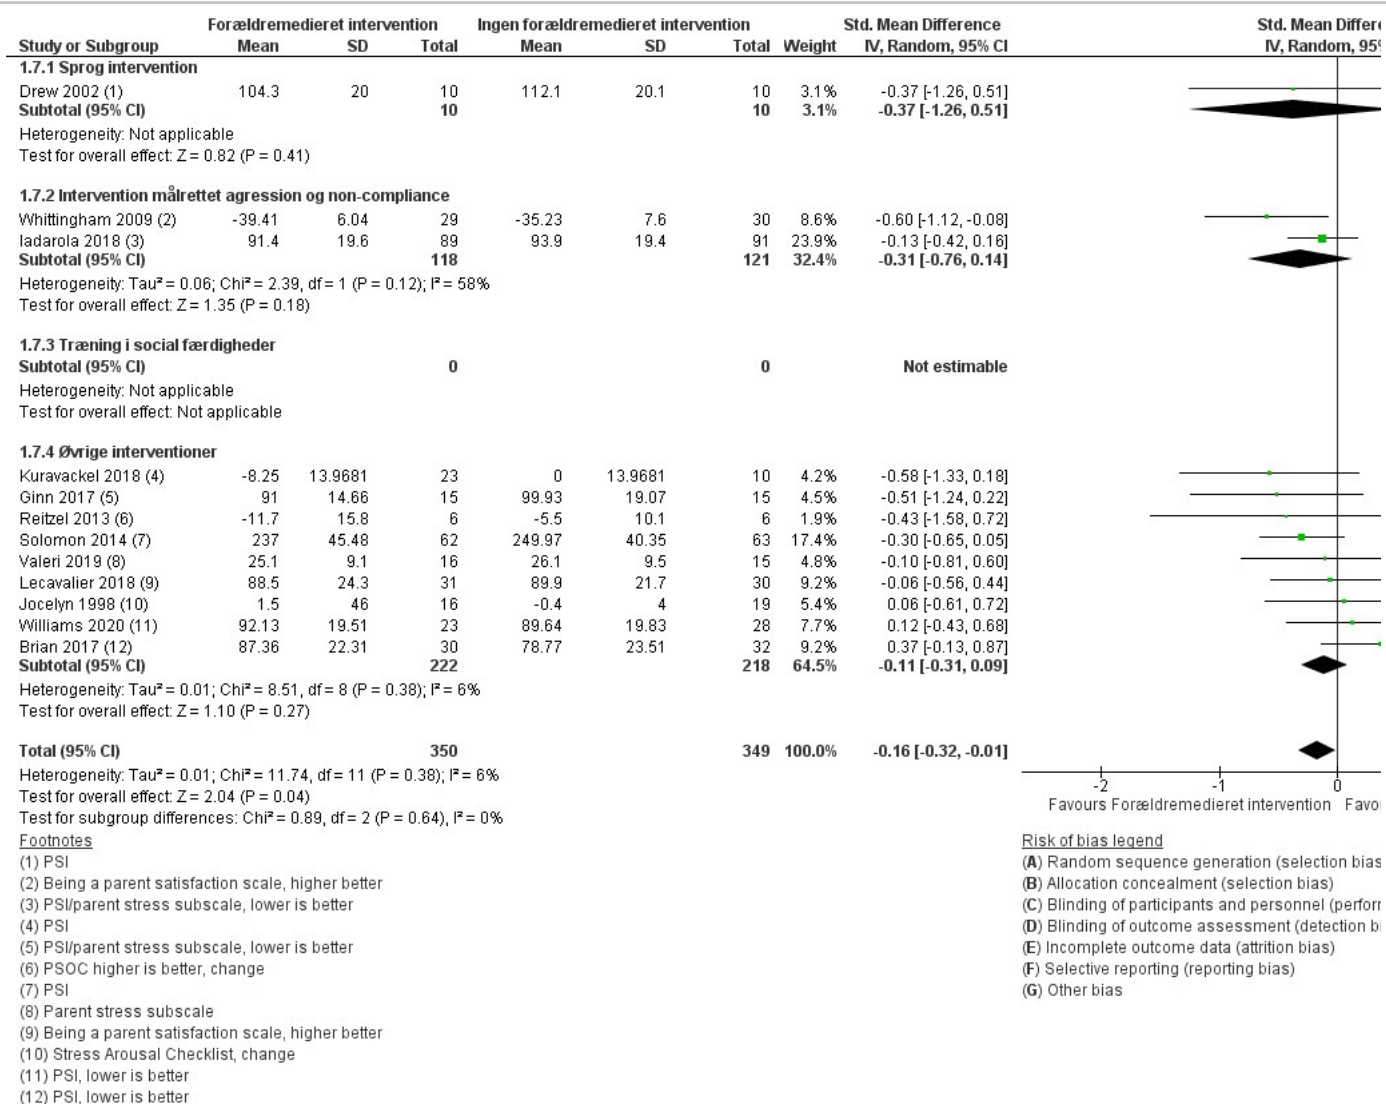 Forældremedieret intervention Ingen forældremedieret intervention Std. Mean Difference Std. Mean Differe
Study or Subgroup Mean SD Total Mean SD Total Weight IV, Random, 95% CI IV, Random, 95%
1.7.1 Sprog intervention
Drew 2002 (1) 104.3 20 10 112.1 20.1 10 3.1% -0.37 [-1.26, 0.51]
Subtotal (95% CI) 10 10 3.1% -0.37 [-1.26, 0.51]
Heterogeneity: Not applicable
Test for overall effect: Z = 0.82 (P = 0.41)
1.7.2 Intervention målrettet agression og non-compliance
Whittingham 2009 (2) -39.41 6.04 29 -35.23 7.6 30 8.6% -0.60 [-1.12, -0.08]
Iadarola 2018 (3) 91.4 19.6 89 93.9 19.4 91 23.9% -0.13 [-0.42, 0.16]
Subtotal (95% CI) 118 121 32.4% -0.31 [-0.76, 0.14]
Heterogeneity: Tau² = 0.06; Chi² = 2.39, df = 1 (P = 0.12); I² = 58%
Test for overall effect: Z = 1.35 (P = 0.18)
1.7.3 Træning i social færdigheder
Subtotal (95% CI) 0 0 Not estimable
Heterogeneity: Not applicable
Test for overall effect: Not applicable
1.7.4 Øvrige interventioner
Kuravackel 2018 (4) -8.25 13.9681 23 0 13.9681 10 4.2% -0.58 [-1.33, 0.18]
Ginn 2017 (5) 91 14.66 15 99.93 19.07 15 4.5% -0.51 [-1.24, 0.22]
Reitzel 2013 (6) -11.7 15.8 6 -5.5 10.1 6 1.9% -0.43 [-1.58, 0.72]
Solomon 2014 (7) 237 45.48 62 249.97 40.35 63 17.4% -0.30 [-0.65, 0.05]
Valeri 2019 (8) 25.1 9.1 16 26.1 9.5 15 4.8% -0.10 [-0.81, 0.60]
Lecavalier 2018 (9) 88.5 24.3 31 89.9 21.7 30 9.2% -0.06 [-0.56, 0.44]
Jocelyn 1998 (10) 1.5 46 16 -0.4 4 19 5.4% 0.06 [-0.61, 0.72]
Williams 2020 (11) 92.13 19.51 23 89.64 19.83 28 7.7% 0.12 [-0.43, 0.68]
Brian 2017 (12) 87.36 22.31 30 78.77 23.51 32 9.2% 0.37 [-0.13, 0.87]
Subtotal (95% CI) 222 218 64.5% -0.11 [-0.31, 0.09]
Heterogeneity: Tau² = 0.01; Chi² = 8.51, df = 8 (P = 0.38); I² = 6%
Test for overall effect: Z = 1.10 (P = 0.27)
Total (95% CI) 350 349 100.0% -0.16 [-0.32, -0.01]
Heterogeneity: Tau² = 0.01; Chi² = 11.74, df = 11 (P = 0.38); I² = 6%
Test for overall effect: Z = 2.04 (P = 0.04)
Test for subgroup differences: Chi² = 0.89, df = 2 (P = 0.64), I² = 0%
-2 -1 0
Favours Forældremedieret intervention Favou
Footnotes
(1) PSI
(2) Being a parent satisfaction scale, higher better
(3) PSI/parent stress subscale, lower is better
(4) PSI
(5) PSI/parent stress subscale, lower is better
(6) PSOC higher is better, change
(7) PSI
(8) Parent stress subscale
(9) Being a parent satisfaction scale, higher better
(10) Stress Arousal Checklist, change
(11) PSI, lower is better
(12) PSI, lower is better
Risk of bias legend
(A) Random sequence generation (selection bias
(B) Allocation concealment (selection bias)
(C) Blinding of participants and personnel (perforr
(D) Blinding of outcome assessment (detection bi
(E) Incomplete outcome data (attrition bias)
(F) Selective reporting (reporting bias)
(G) Other bias